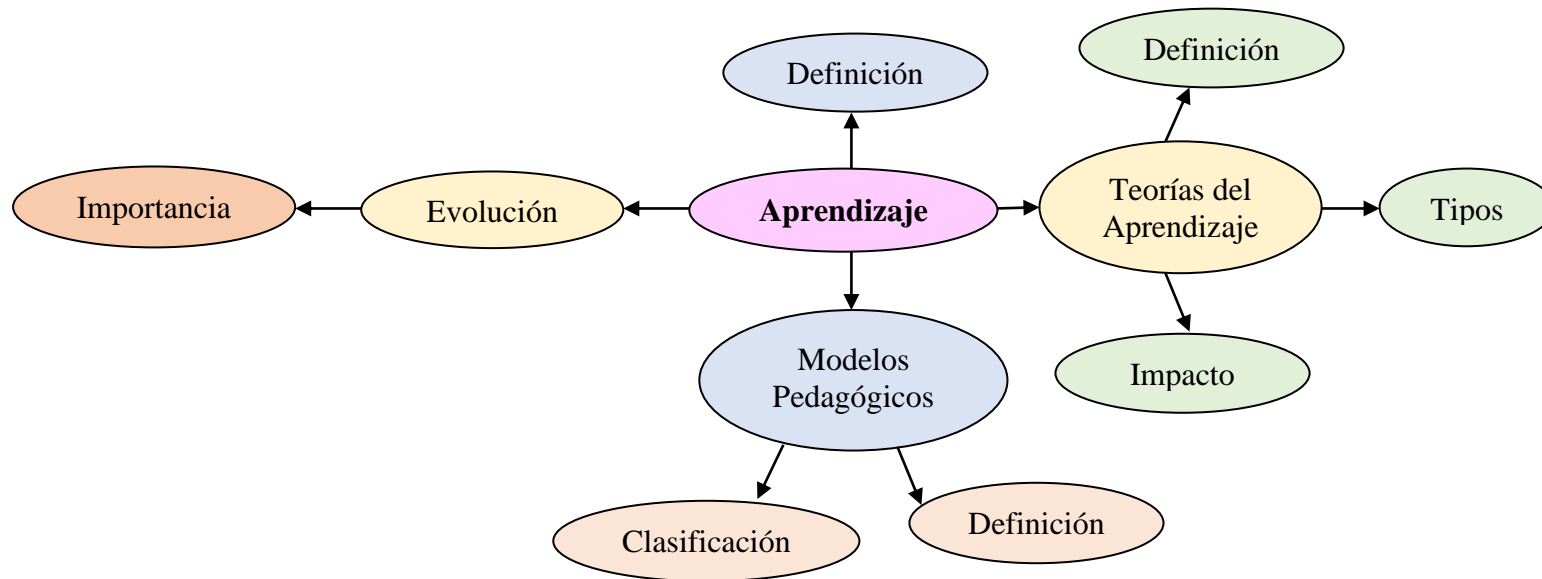 Definición
Definición
Importancia
Evolución
Aprendizaje
Teorías del
Aprendizaje
Tipos
Modelos
Pedagógicos
Impacto
Clasificación
Definición